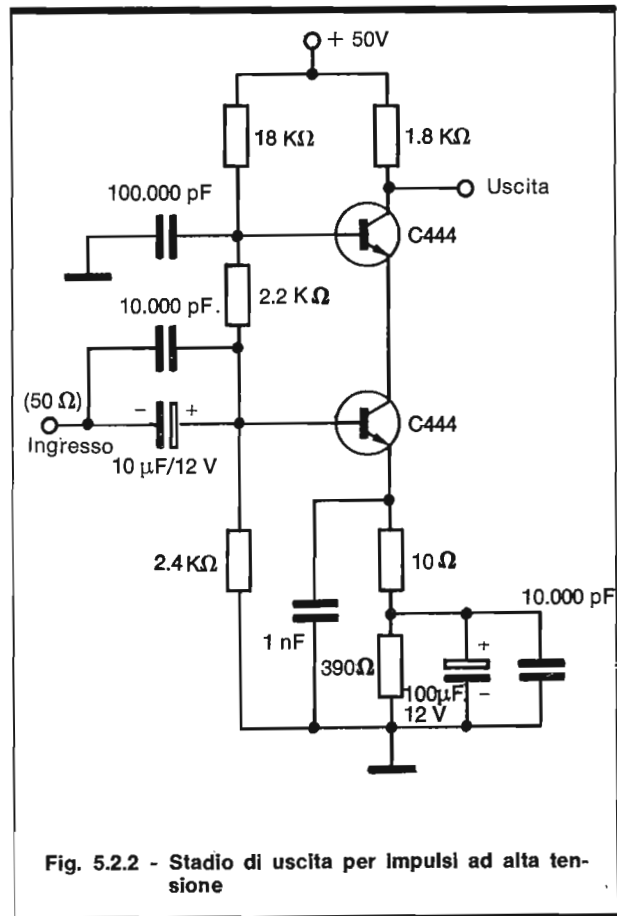 + 50V
18 KΩ
1.8 KΩ
Uscita
100.000 pF
C444
2.2 KΩ
10.000 pF.
(50 Ω)
- +
C444
Ingresso
10 µF/12 V
2.4 KΩ
10 Ω
10.000 pF
1 nF
+
390Ω
100µF.
-
12 V
Fig. 5.2.2 - Stadio di uscita per impulsi ad alta ten-
sione